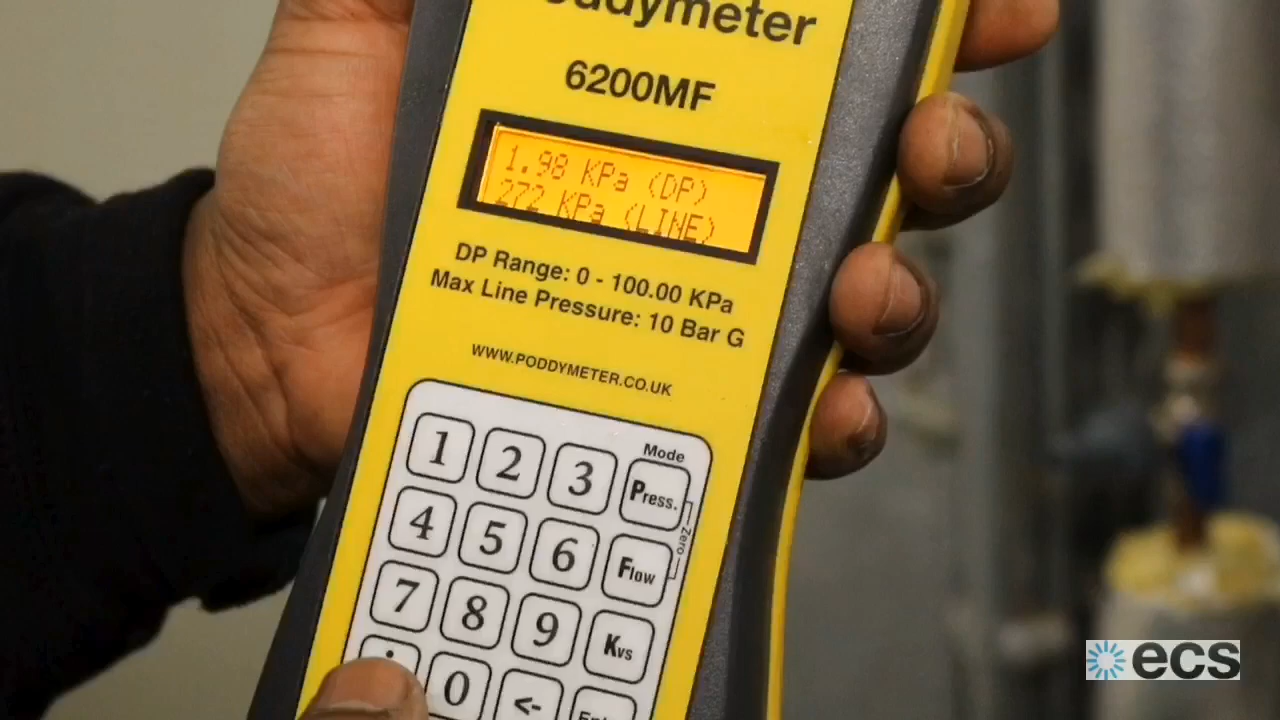 oddymeter
6200MF
1.98 KPa (DP)
272 KPa (LINE)
DP Range: 0 - 100.00 KPa
Max Line Pressure: 10 Bar G
WWW.PODDYMETER.CO.UK
Mode
1 2 3 Press.
Zero
4 5 6 Flow
7 8 9 Kvs
. 0 <-
ecs